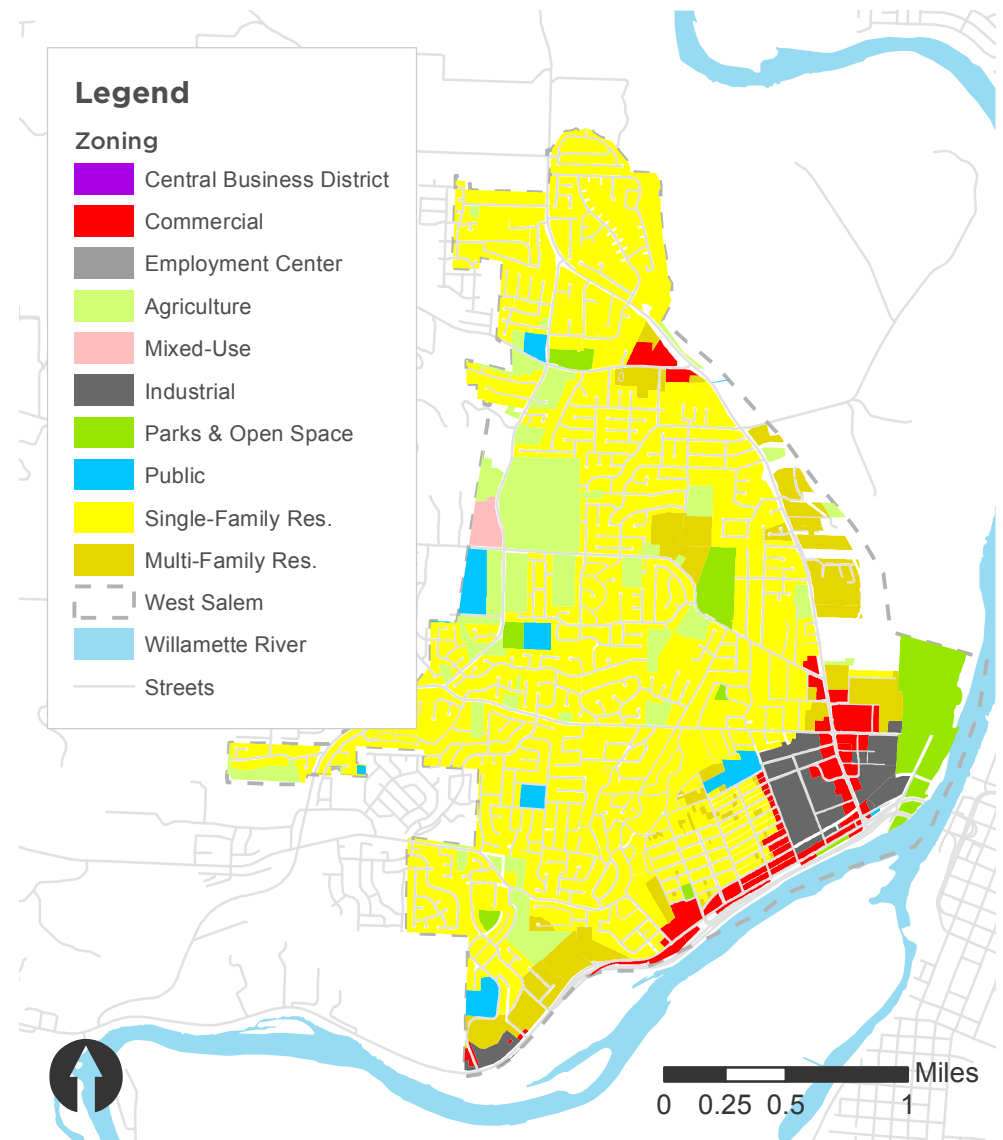 Legend
Zoning
Central Business District
Commercial
Employment Center
Agriculture
Mixed-Use
Industrial
Parks & Open Space
Public
Single-Family Res.
Multi-Family Res.
West Salem
Willamette River
Streets
Miles
0 0.25 0.5 1